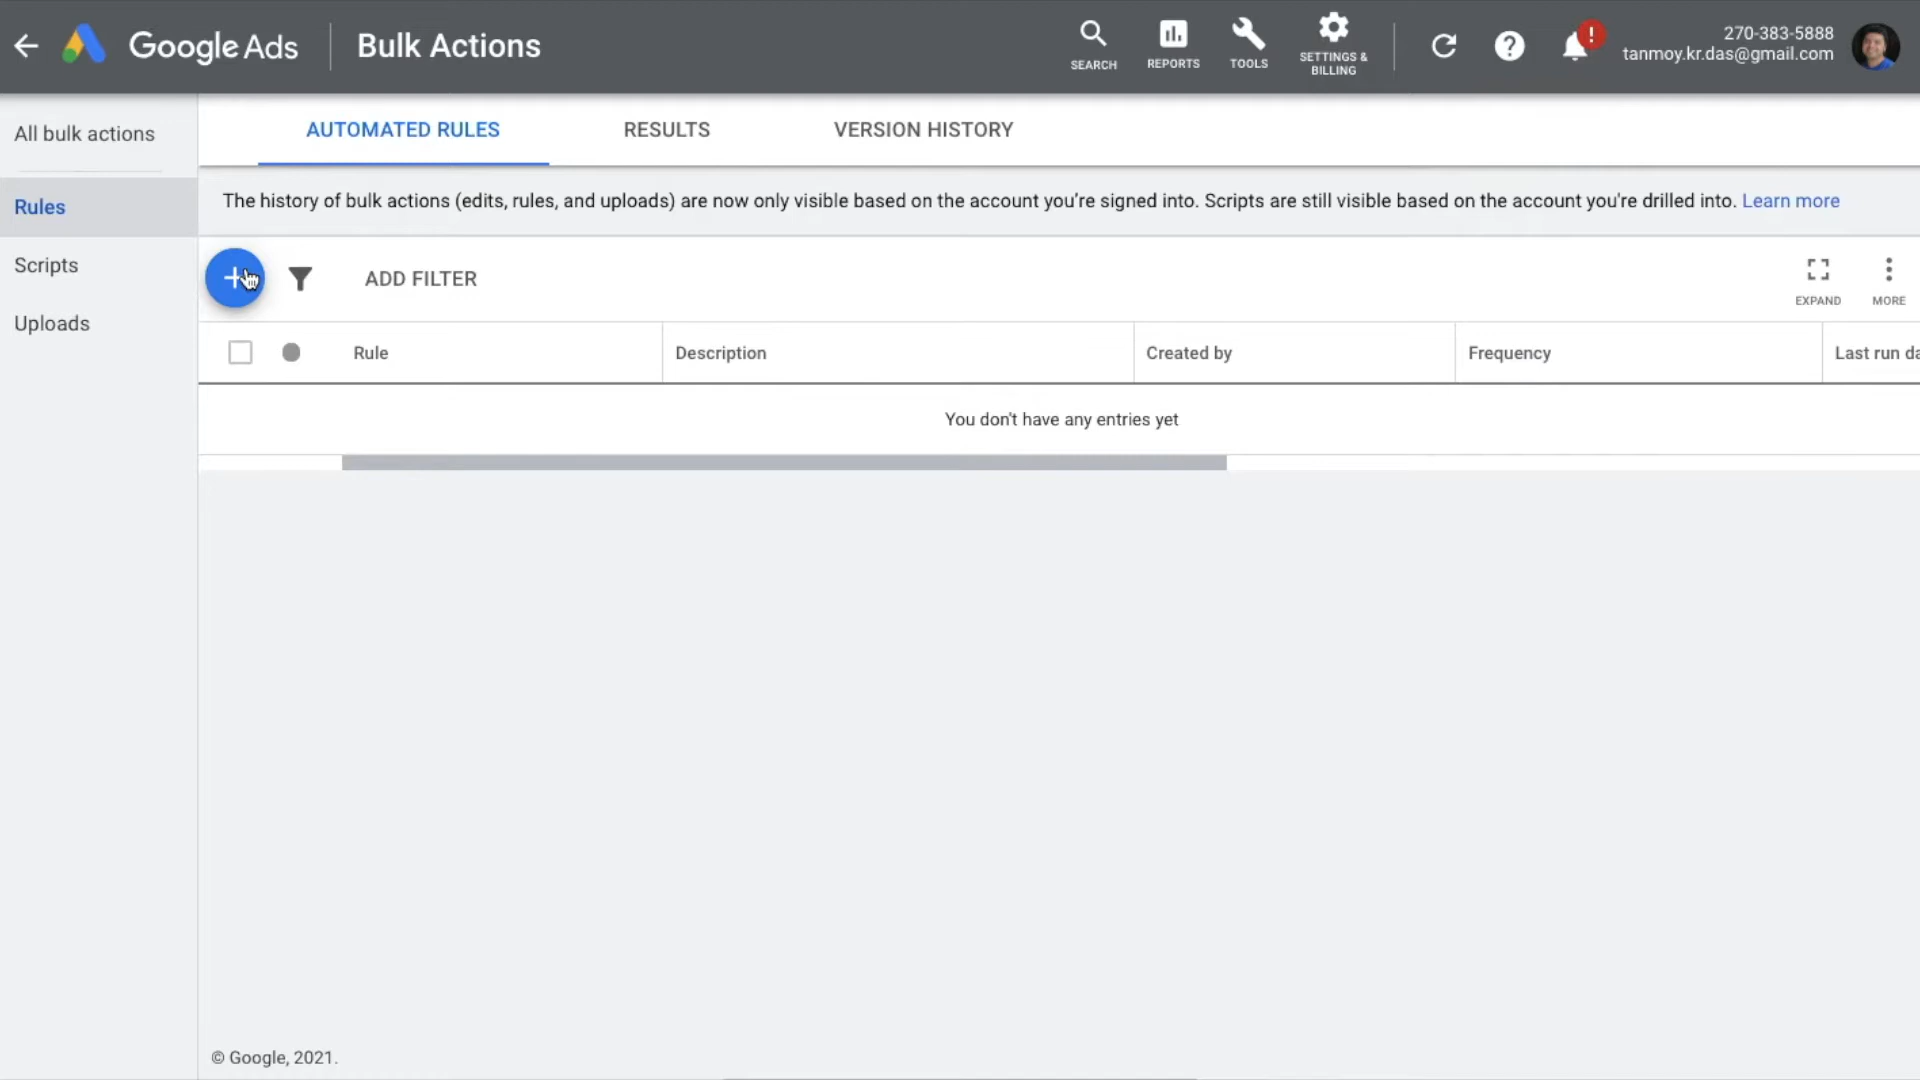 Google Ads
Bulk Actions
SEARCH
REPORTS
TOOLS
SETTINGS &
BILLING
!
270-383-5888
tanmoy.kr.das@gmail.com
All bulk actions
Rules
Scripts
Uploads
AUTOMATED RULES
RESULTS
VERSION HISTORY
The history of bulk actions (edits, rules, and uploads) are now only visible based on the account you're signed into. Scripts are still visible based on the account you're drilled into. Learn more
ADD FILTER
EXPAND
MORE
Rule
Description
Created by
Frequency
Last run da
You don't have any entries yet
© Google, 2021.